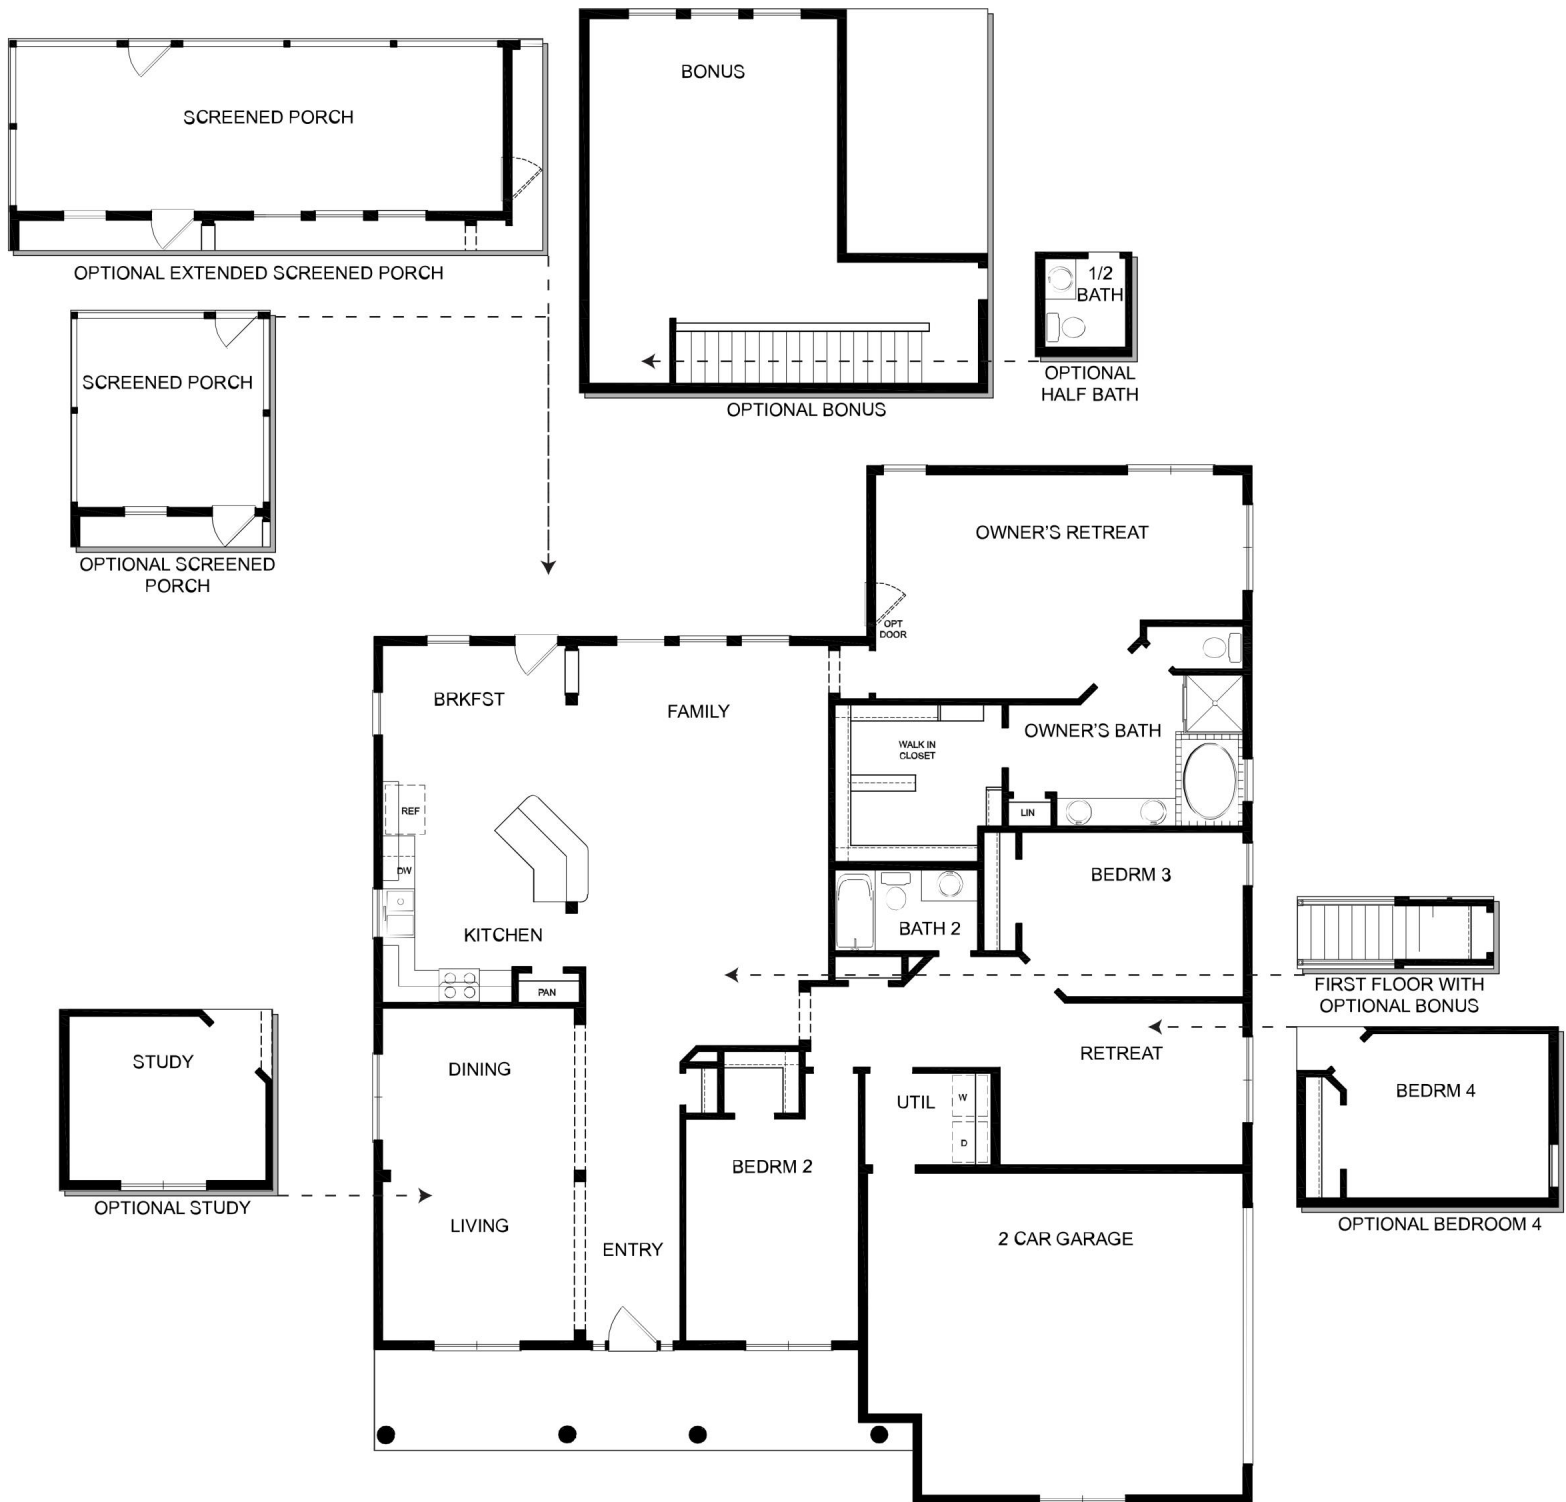 BONUS
SCREENED PORCH
OPTIONAL EXTENDED SCREENED PORCH
1/2
BATH
OPTIONAL
HALF BATH
SCREENED PORCH
OPTIONAL BONUS
OPTIONAL SCREENED
PORCH
OWNER'S RETREAT
OPT
DOOR
BRKFST
FAMILY
OWNER'S BATH
WALK IN
CLOSET
REF
LIN
DW
BEDRM 3
BATH 2
KITCHEN
PAN
FIRST FLOOR WITH
OPTIONAL BONUS
STUDY
DINING
RETREAT
BEDRM 4
UTIL
W
D
BEDRM 2
OPTIONAL STUDY
LIVING
ENTRY
2 CAR GARAGE
OPTIONAL BEDROOM 4